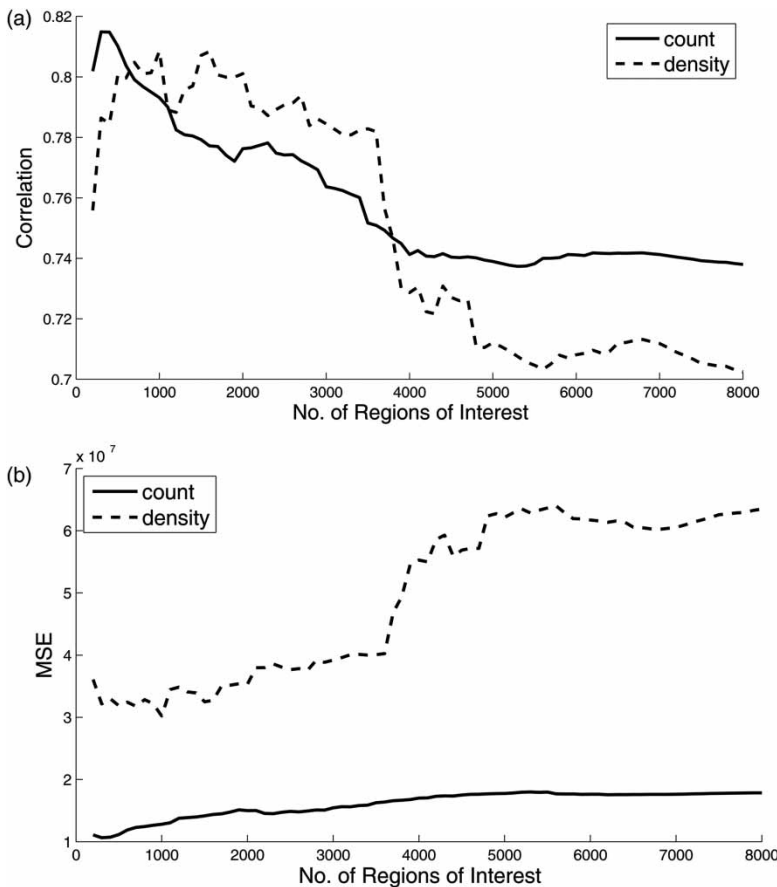 (a)
0.82
0.8
0.78
0.76
0.74
0.72
0.7
Correlation
count
density
1000 2000 3000 4000 5000 6000 7000 8000
No. of Regions of Interest
(b)
x 10 7
7
6
5
4
3
2
1
MSE
count
density
1000 2000 3000 4000 5000 6000 7000 8000
No. of Regions of Interest